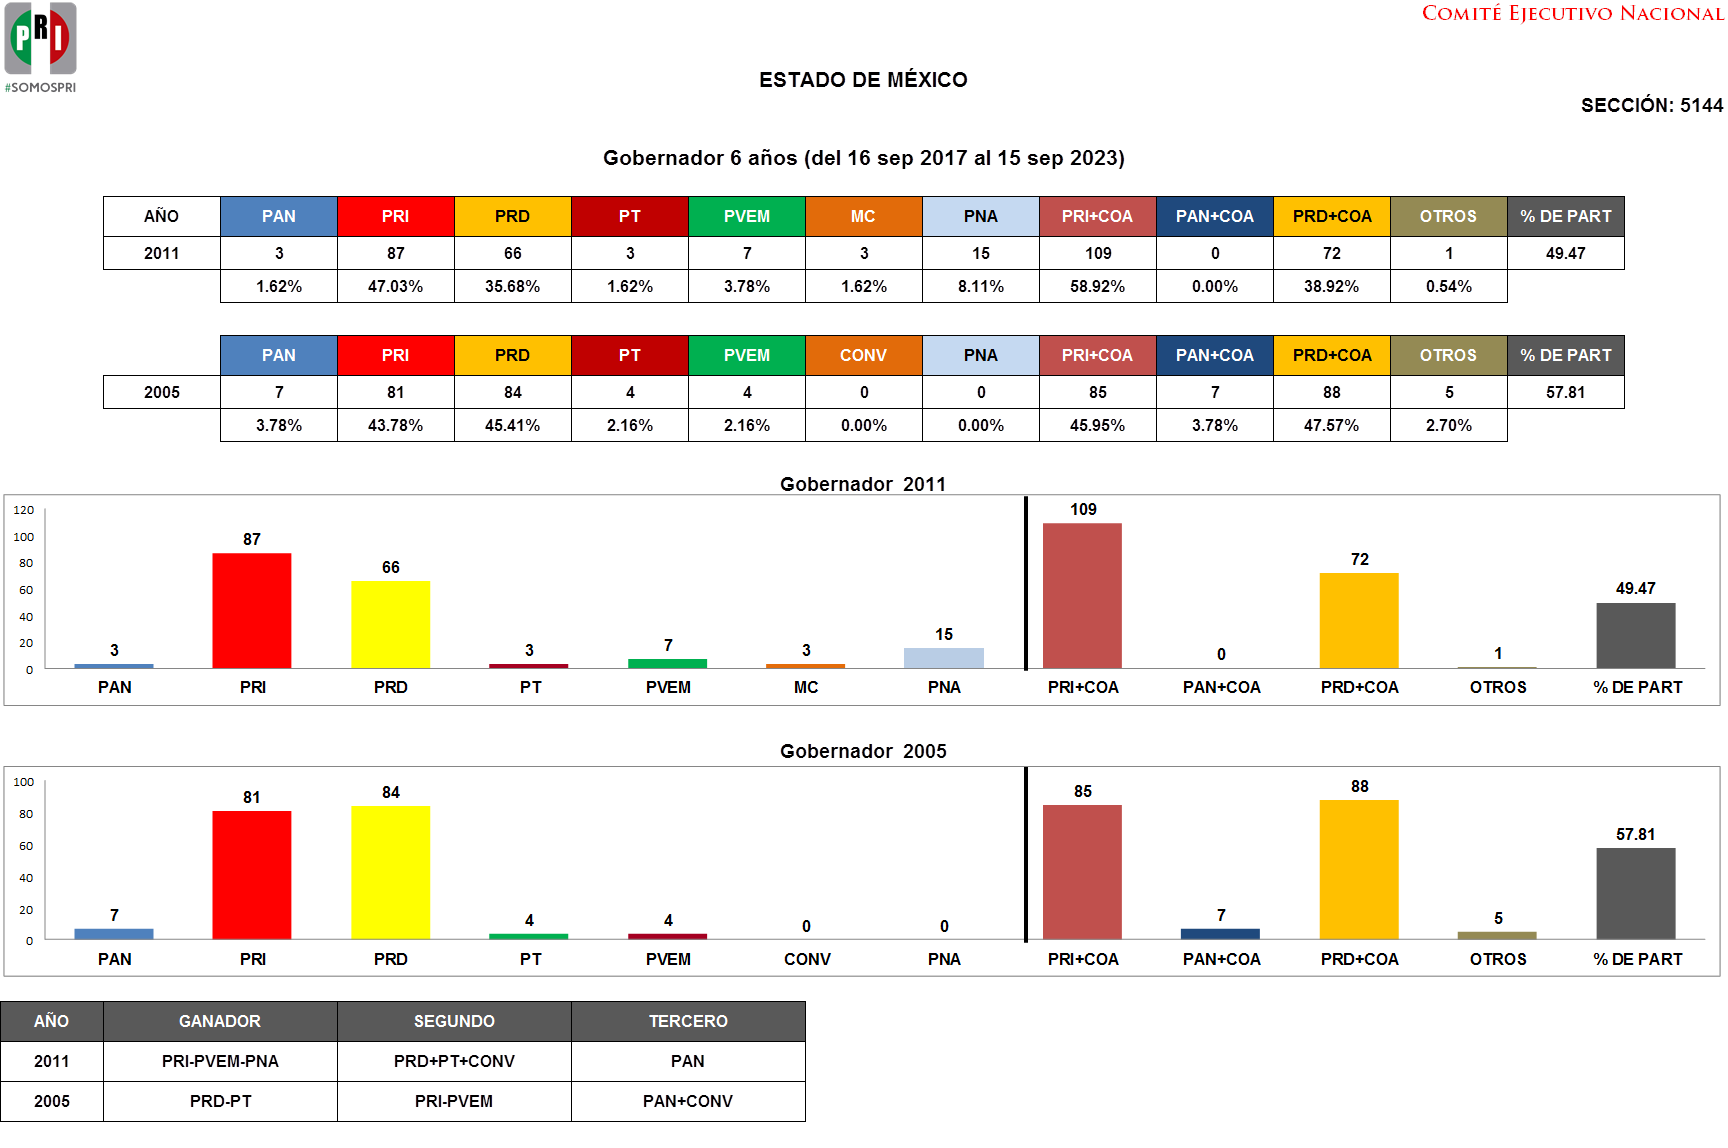 PRI
#SOMOSPRI
COMITÉ EJECUTIVO NACIONAL
ESTADO DE MÉXICO
SECCIÓN: 5144
Gobernador 6 años (del 16 sep 2017 al 15 sep 2023)
AÑO PAN PRI PRD PT PVEM MC PNA PRI+COA PAN+COA PRD+COA OTROS % DE PART
2011 3 87 66 3 7 3 15 109 0 72 1 49.47
1.62% 47.03% 35.68% 1.62% 3.78% 1.62% 8.11% 58.92% 0.00% 38.92% 0.54%
PAN PRI PRD PT PVEM CONV PNA PRI+COA PAN+COA PRD+COA OTROS % DE PART
2005 7 81 84 4 4 0 0 85 7 88 5 57.81
3.78% 43.78% 45.41% 2.16% 2.16% 0.00% 0.00% 45.95% 3.78% 47.57% 2.70%
Gobernador 2011
120
100
80
60
40
20
0
3 87 66 3 7 3 15 109 0 72 1 49.47
PAN PRI PRD PT PVEM MC PNA PRI+COA PAN+COA PRD+COA OTROS % DE PART
Gobernador 2005
100
80
60
40
20
0
7 81 84 4 4 0 0 85 7 88 5 57.81
PAN PRI PRD PT PVEM CONV PNA PRI+COA PAN+COA PRD+COA OTROS % DE PART
AÑO GANADOR SEGUNDO TERCERO
2011 PRI-PVEM-PNA PRD+PT+CONV PAN
2005 PRD-PT PRI-PVEM PAN+CONV